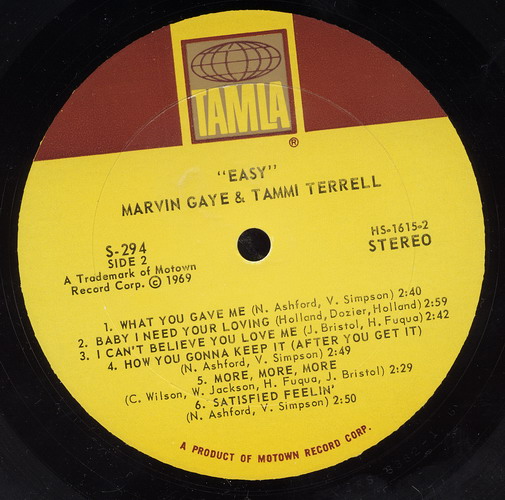 TAMLA
®
"EASY"
MARVIN GAYE & TAMMI TERRELL
S-294
SIDE 2
A Trademark of Motown
Record Corp. © 1969
HS-1615-2
STEREO
1. WHAT YOU GAVE ME (N. Ashford, V. Simpson) 2:40
2. BABY I NEED YOUR LOVING (Holland, Dozier, Holland) 2:59
3. I CAN'T BELIEVE YOU LOVE ME (J. Bristol, H. Fuqua) 2:42
4. HOW YOU GONNA KEEP IT (AFTER YOU GET IT)
(N. Ashford, V. Simpson) 2:49
5. MORE, MORE, MORE
(C. Wilson, W. Jackson, H. Fuqua, J. Bristol) 2:29
6. SATISFIED FEELIN'
(N. Ashford, V. Simpson) 2:50
A PRODUCT OF MOTOWN RECORD CORP.